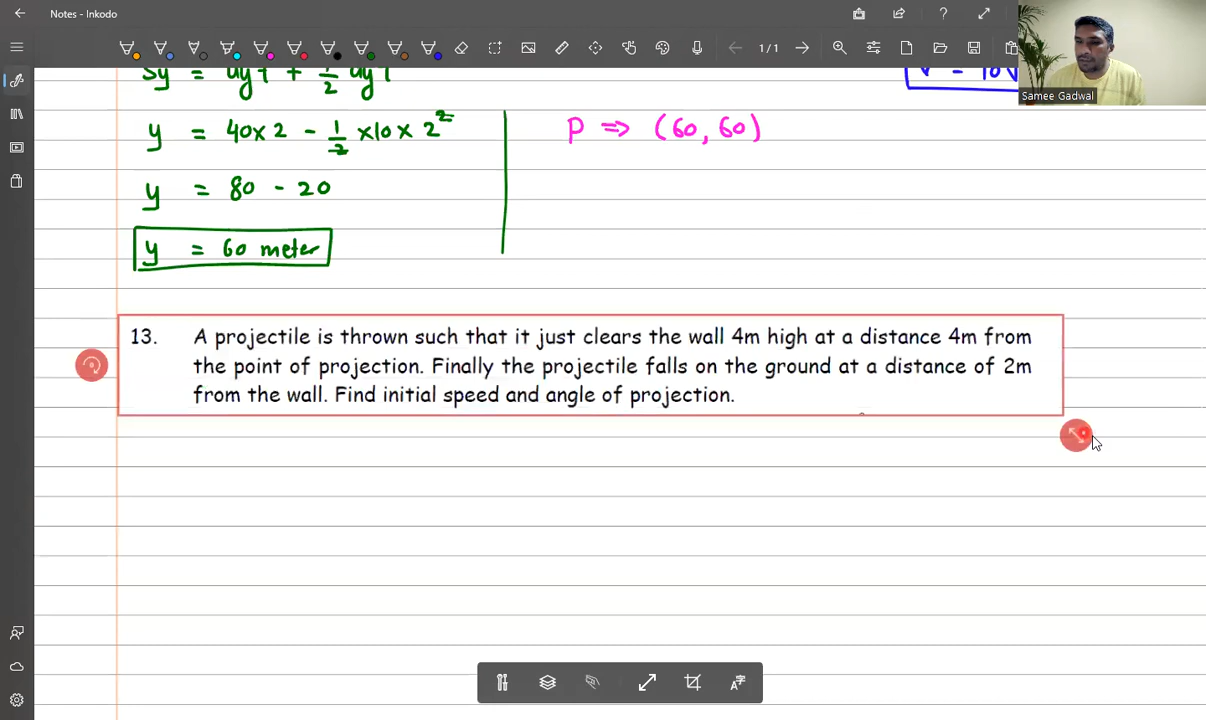 Notes - Inkodo
1/1
Samee Gadwal
y = 40x 2 - 1/2 x10 x 2²
P ⇒ (60, 60)
y = 80 - 20
y = 60 meter
13. A projectile is thrown such that it just clears the wall 4m high at a distance 4m from
the point of projection. Finally the projectile falls on the ground at a distance of 2m
from the wall. Find initial speed and angle of projection.